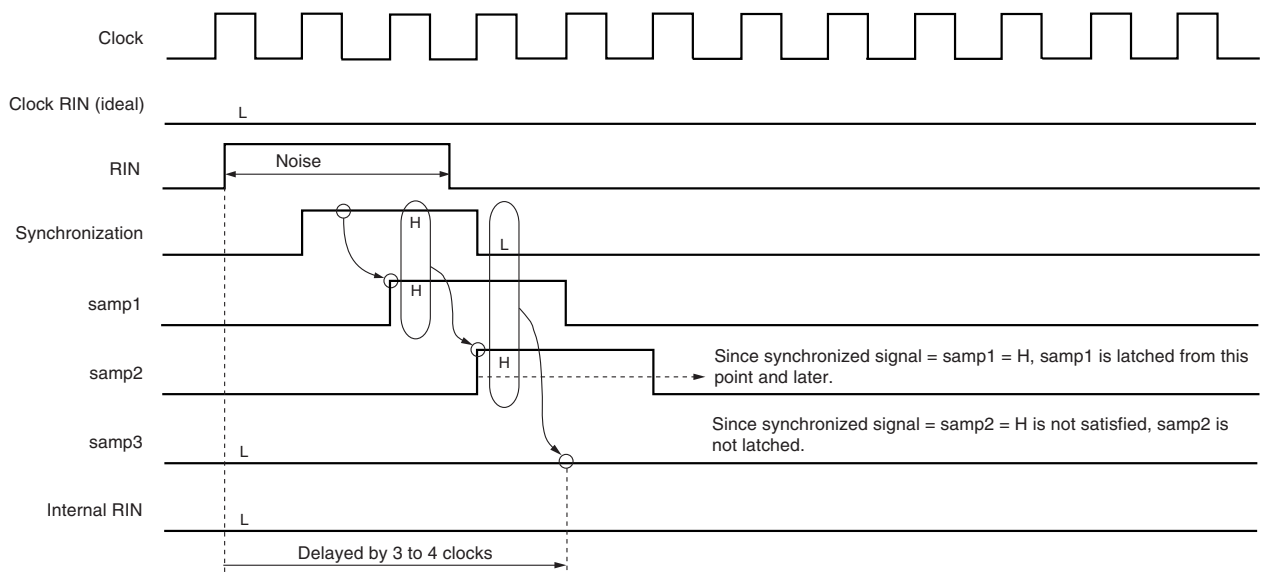 Clock
Clock RIN (ideal)
L
RIN
Noise
Synchronization
H
L
samp1
H
samp2
H
Since synchronized signal = samp1 = H, samp1 is latched from this
point and later.
samp3
L
Since synchronized signal = samp2 = H is not satisfied, samp2 is
not latched.
Internal RIN
L
Delayed by 3 to 4 clocks